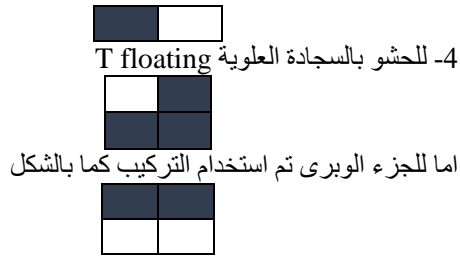 4- للحشو بالسجادة العلوية T floating
اما للجزء الوبرى تم استخدام التركيب كما بالشكل